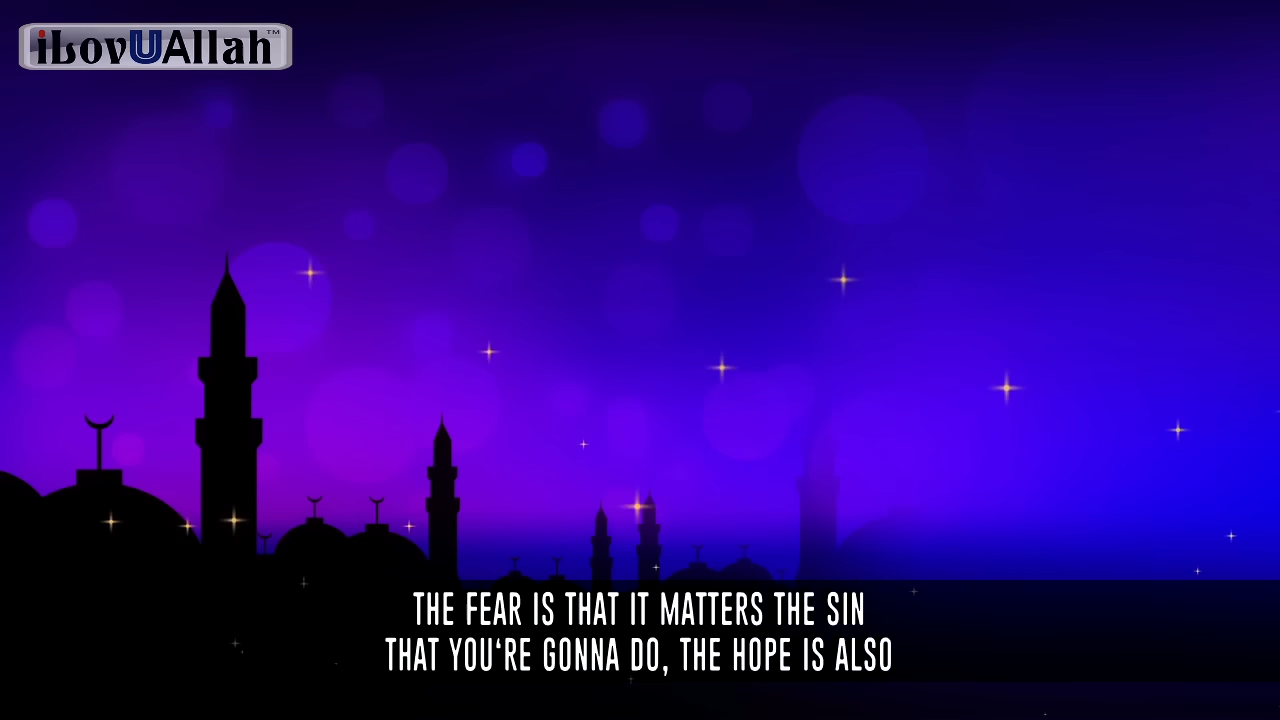 iLovUAllah™
THE FEAR IS THAT IT MATTERS THE SIN
THAT YOU‘RE GONNA DO, THE HOPE IS ALSO